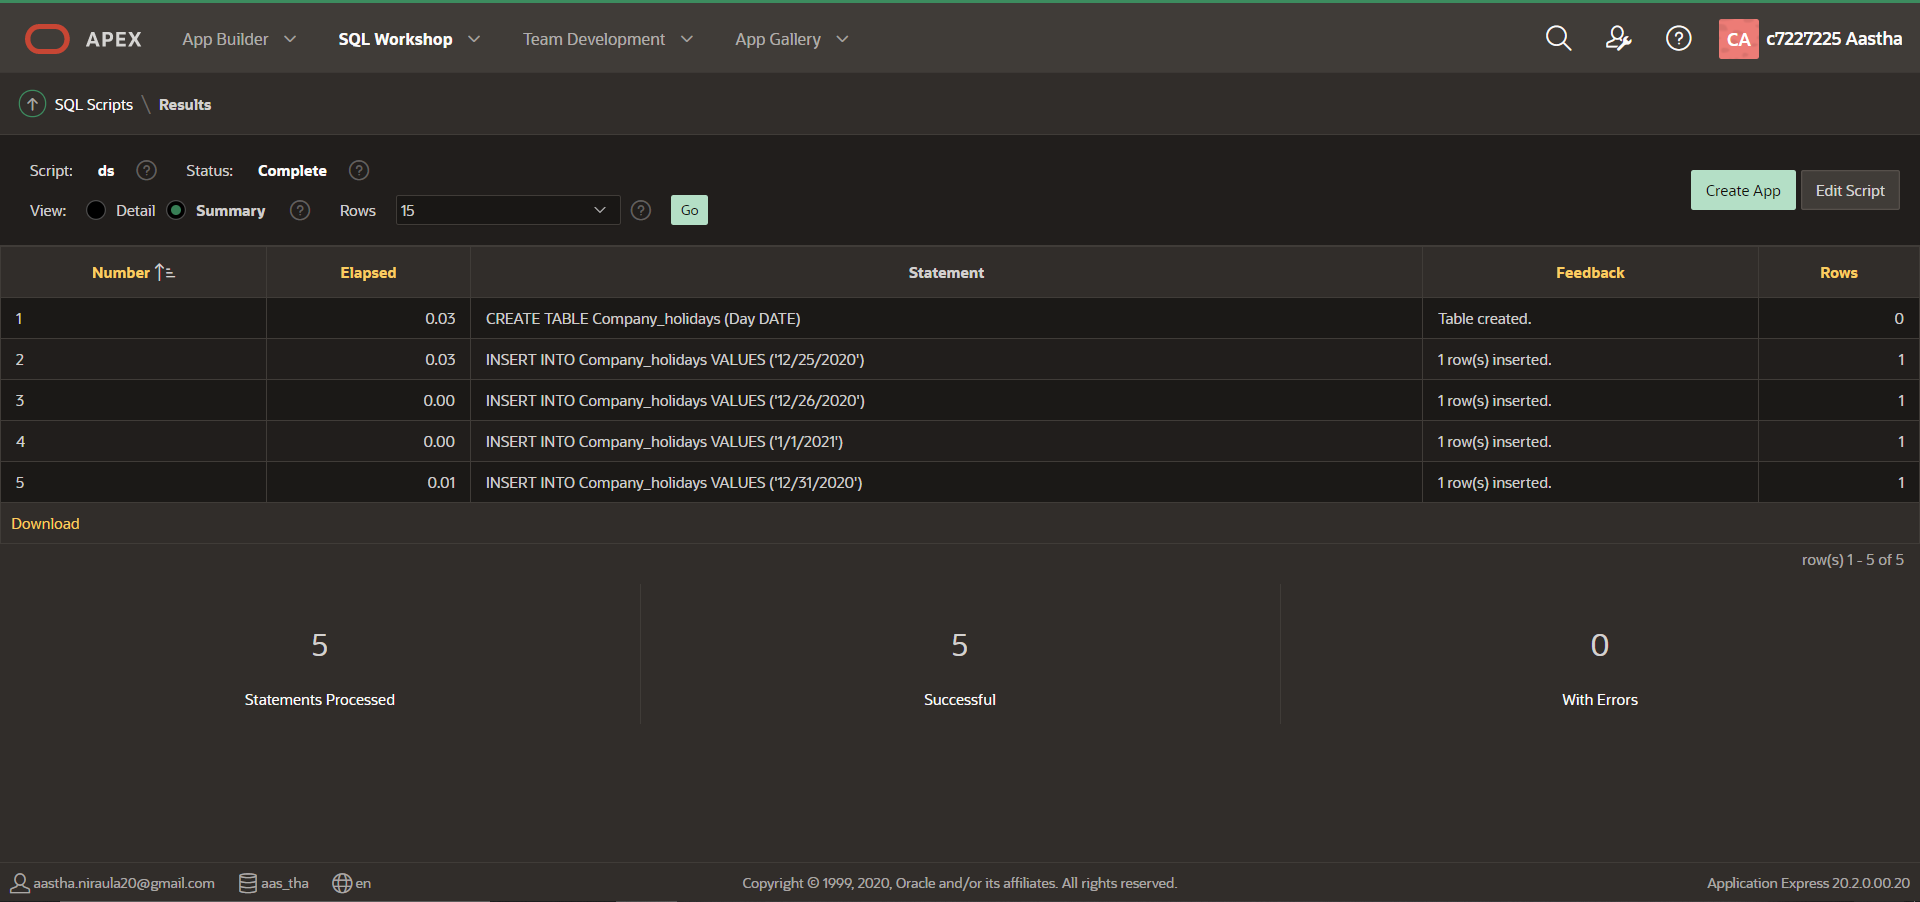 APEX App Builder SQL Workshop Team Development App Gallery CA c7227225 Aastha
SQL Scripts \ Results
Script: ds ? Status: Complete ?
View: Detail Summary ? Rows 15 ? Go Create App Edit Script
Number Elapsed Statement Feedback Rows
1 0.03 CREATE TABLE Company_holidays (Day DATE) Table created. 0
2 0.03 INSERT INTO Company_holidays VALUES ('12/25/2020') 1 row(s) inserted. 1
3 0.00 INSERT INTO Company_holidays VALUES ('12/26/2020') 1 row(s) inserted. 1
4 0.00 INSERT INTO Company_holidays VALUES ('1/1/2021') 1 row(s) inserted. 1
5 0.01 INSERT INTO Company_holidays VALUES ('12/31/2020') 1 row(s) inserted. 1
Download
row(s) 1 - 5 of 5
5 5 0
Statements Processed Successful With Errors
aastha.niraula20@gmail.com aas_tha en Copyright © 1999, 2020, Oracle and/or its affiliates. All rights reserved. Application Express 20.2.0.00.20